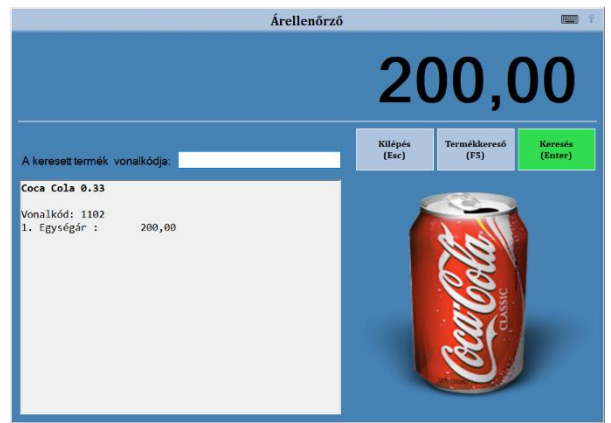 Árellenőrző
200,00
A keresett termék vonalkódja:
Kilépés
(Esc)
Termékkereső
(F5)
Keresés
(Enter)
Coca Cola 0.33
Vonalkód: 1102
1. Egységár : 200,00
Coca-Cola
CLASSIC